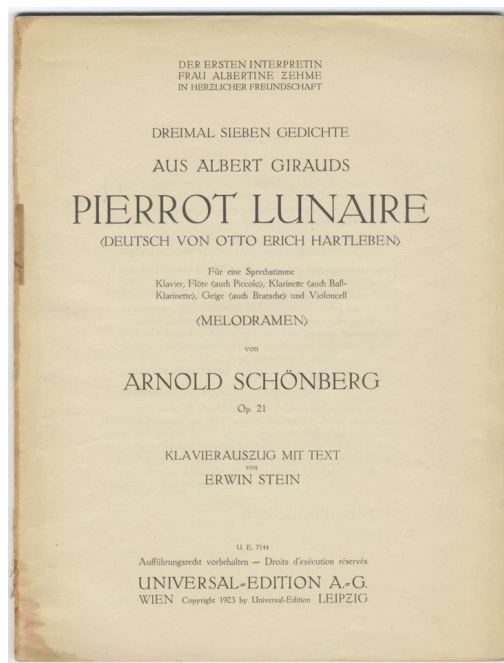 DER ERSTEN INTERPRETIN
FRAU ALBERTINE ZEHME
IN HERZLICHER FREUNDSCHAFT
DREIMAL SIEBEN GEDICHTE
AUS ALBERT GIRAUDS
PIERROT LUNAIRE
(DEUTSCH VON OTTO ERICH HARTLEBEN)
Für eine Sprechstimme
Klavier, Flöte (auch Piccolo), Klarinette (auch Baß-
Klarinette), Geige (auch Bratsche) und Violoncell
(MELODRAMEN)
von
ARNOLD SCHÖNBERG
Op. 21
KLAVIERAUSZUG MIT TEXT
von
ERWIN STEIN
U. E. 7144
Aufführungsrecht vorbehalten — Droits d'exécution réservés
UNIVERSAL=EDITION A.=G.
WIEN Copyright 1923 by Universal-Edition LEIPZIG